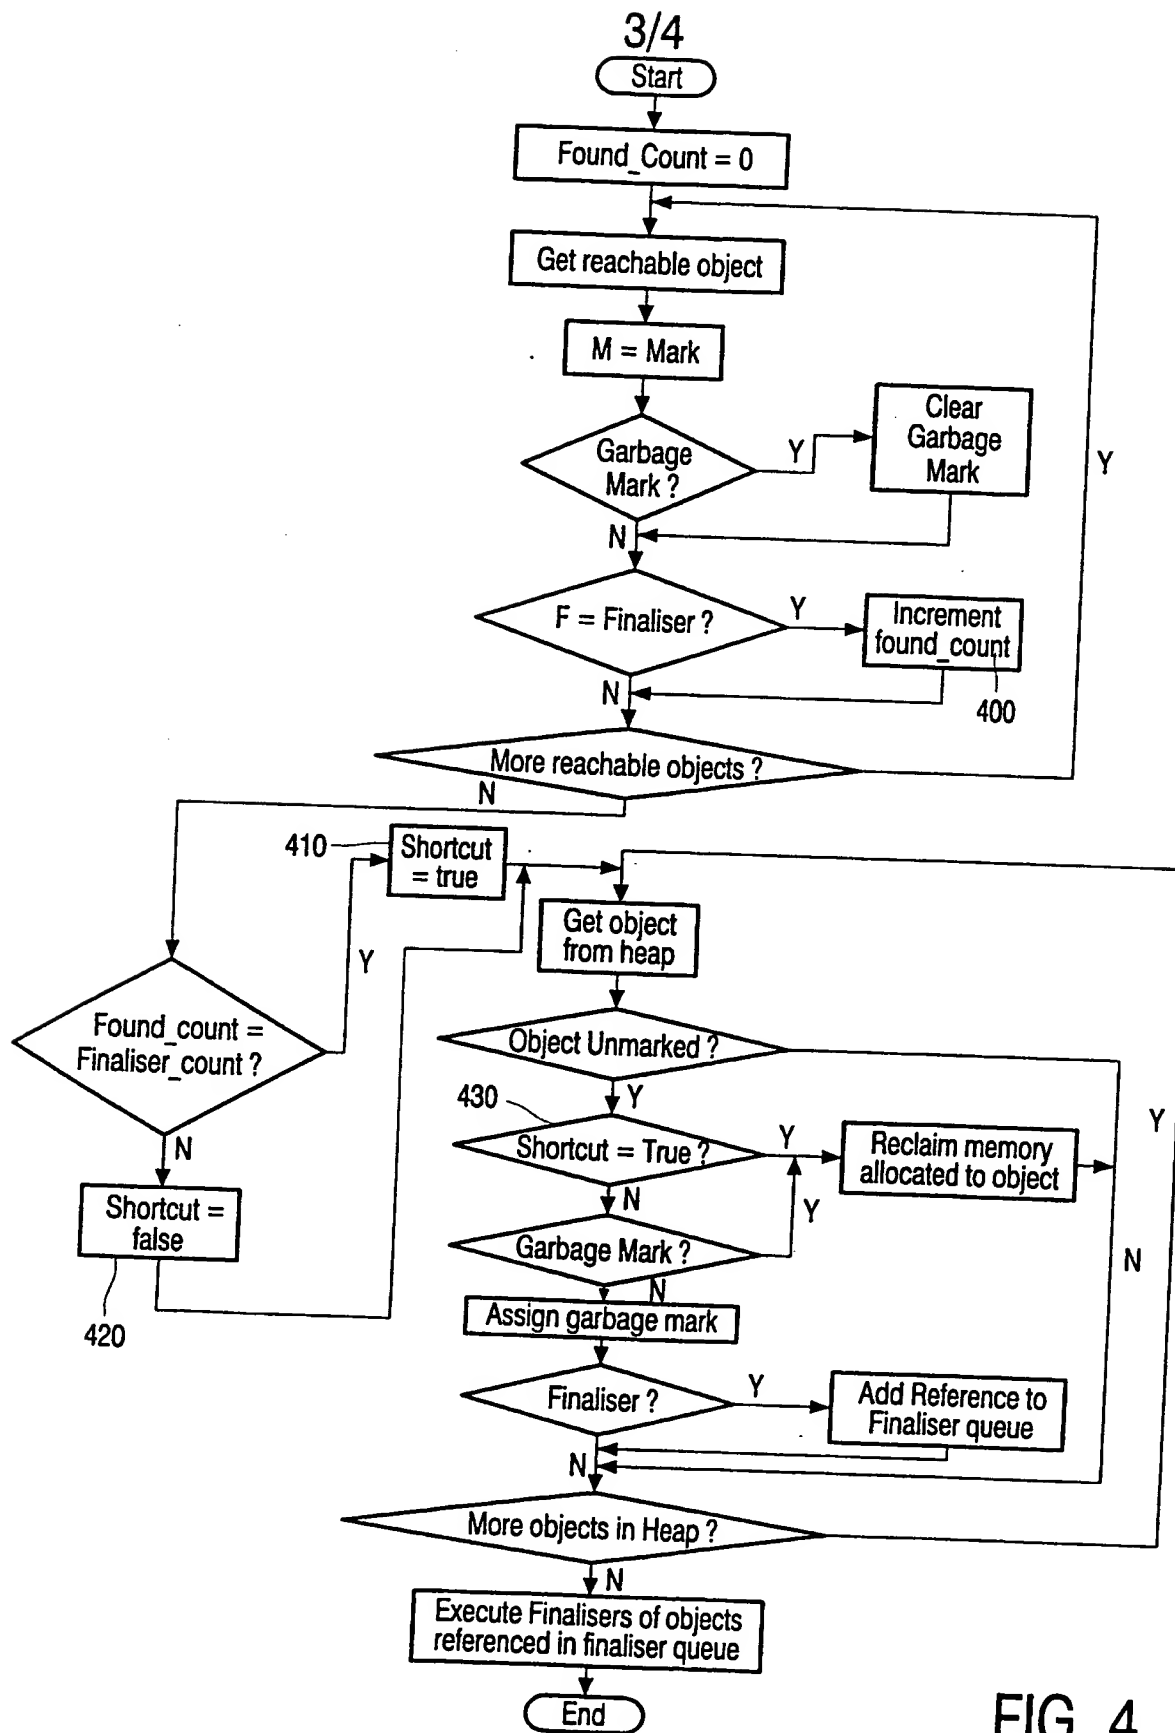 3/4
Start
Found_Count = 0
Get reachable object
M = Mark
Garbage
Mark ?
Y
Clear
Garbage
Mark
Y
N
F = Finaliser ?
Y
Increment
found_count
400
N
More reachable objects ?
N
410
Shortcut
= true
Get object
from heap
Y
Found_count =
Finaliser_count ?
Object Unmarked ?
Y
430
Shortcut = True ?
Y
Reclaim memory
allocated to object
Y
N
N
Shortcut =
false
420
Garbage Mark ?
Y
N
N
Assign garbage mark
Finaliser ?
Y
Add Reference to
Finaliser queue
N
More objects in Heap ?
N
Execute Finalisers of objects
referenced in finaliser queue
End
FIG. 4